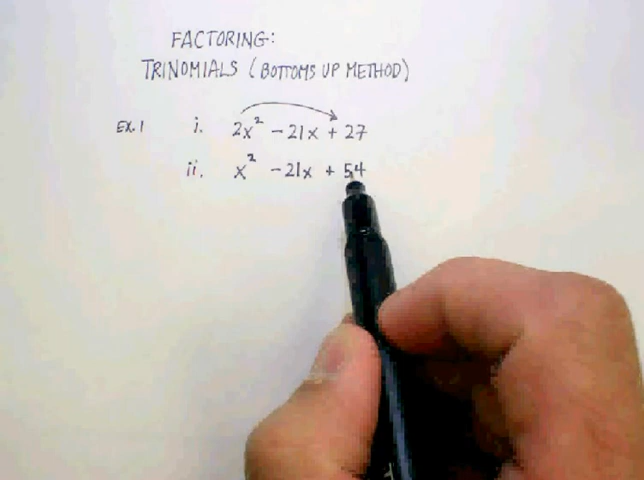 FACTORING:
TRINOMIALS (BOTTOMS UP METHOD)
EX. 1 i. 2x² - 21x + 27
ii. x² - 21x + 54